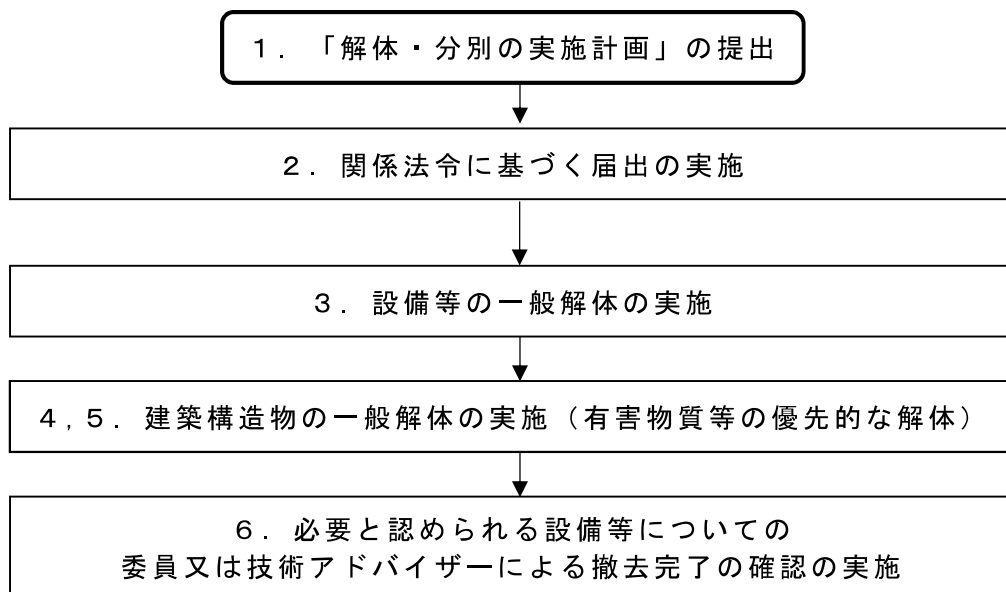 １．「解体・分別の実施計画」の提出
２．関係法令に基づく届出の実施
３．設備等の一般解体の実施
４,５．建築構造物の一般解体の実施（有害物質等の優先的な解体）
６．必要と認められる設備等についての
委員又は技術アドバイザーによる撤去完了の確認の実施